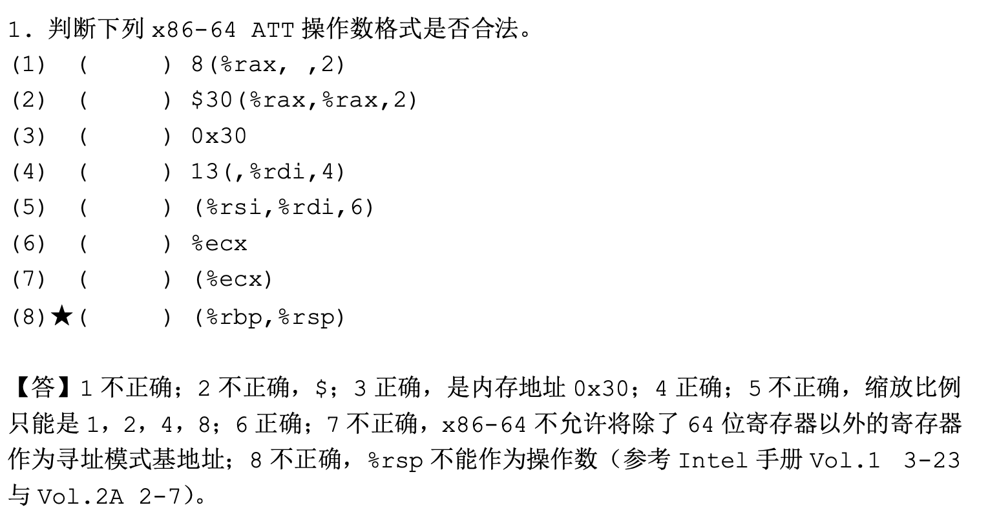 1. 判断下列 x86-64 ATT 操作数格式是否合法。
(1) (     ) 8(%rax, ,2)
(2) (     ) $30(%rax,%rax,2)
(3) (     ) 0x30
(4) (     ) 13(,%rdi,4)
(5) (     ) (%rsi,%rdi,6)
(6) (     ) %ecx
(7) (     ) (%ecx)
(8)★(     ) (%rbp,%rsp)
【答】1 不正确；2 不正确，$；3 正确，是内存地址 0x30；4 正确；5 不正确，缩放比例
只能是 1，2，4，8；6 正确；7 不正确，x86-64 不允许将除了 64 位寄存器以外的寄存器
作为寻址模式基地址；8 不正确，%rsp 不能作为操作数（参考 Intel 手册 Vol.1 3-23
与 Vol.2A 2-7）。